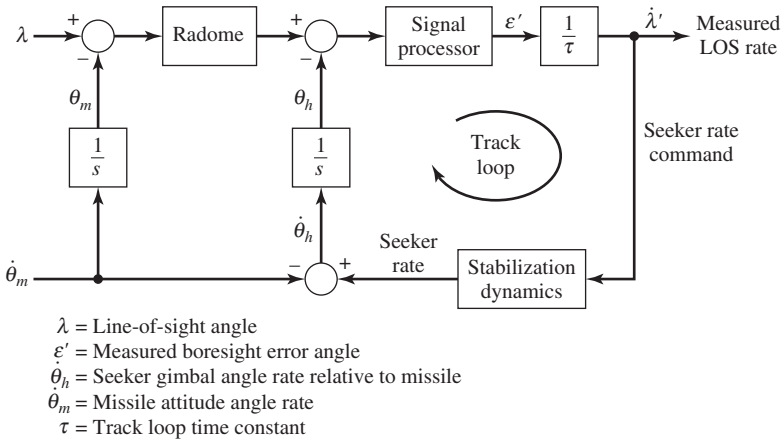 λ
+
−
Radome
+
−
Signal
processor
ε′
1
τ
λ̇′
Measured
LOS rate
θm
1
s
θh
1
s
Track
loop
Seeker rate
command
θ̇h
θ̇m
−
+
Seeker
rate
Stabilization
dynamics
λ = Line-of-sight angle
ε′ = Measured boresight error angle
θ̇h = Seeker gimbal angle rate relative to missile
θ̇m = Missile attitude angle rate
τ = Track loop time constant